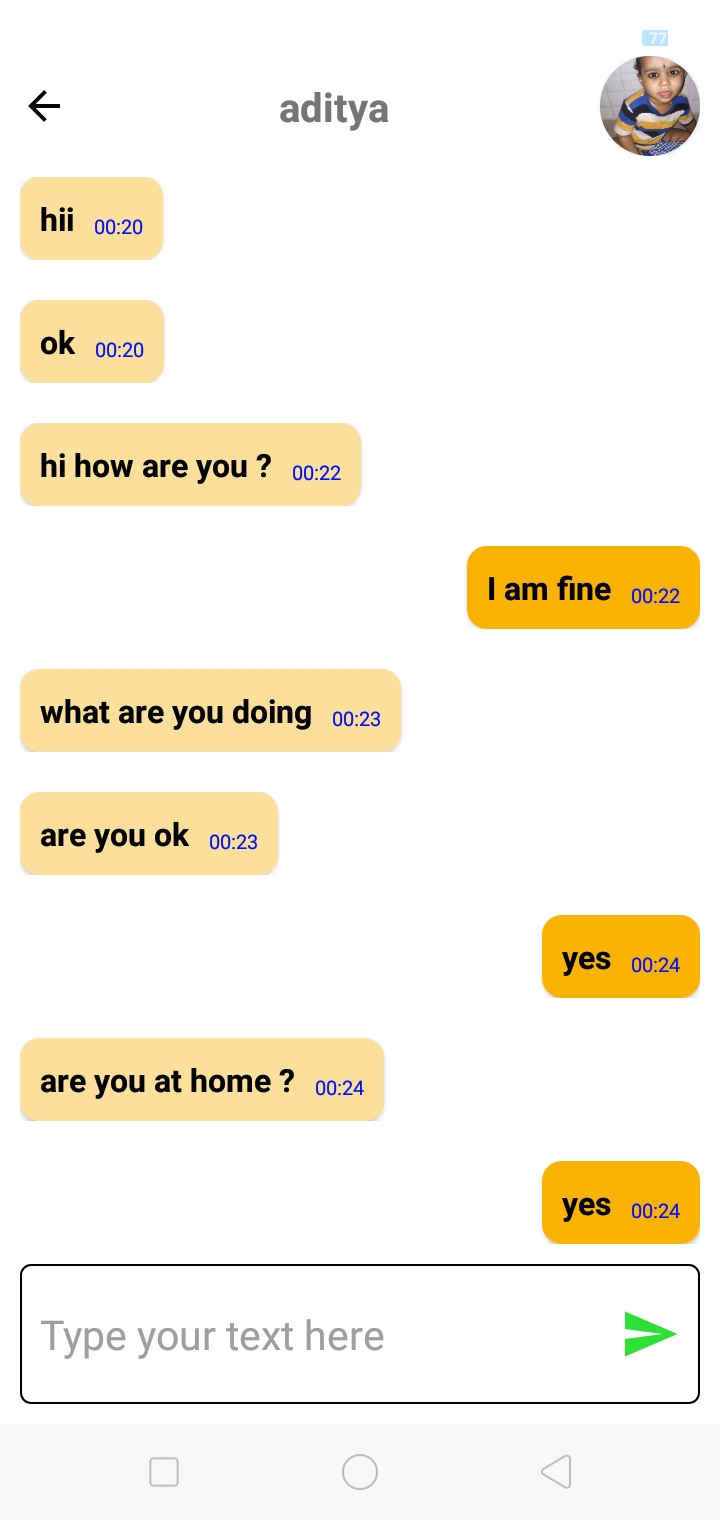 77
aditya
hii 00:20
ok 00:20
hi how are you ? 00:22
I am fine 00:22
what are you doing 00:23
are you ok 00:23
yes 00:24
are you at home ? 00:24
yes 00:24
Type your text here